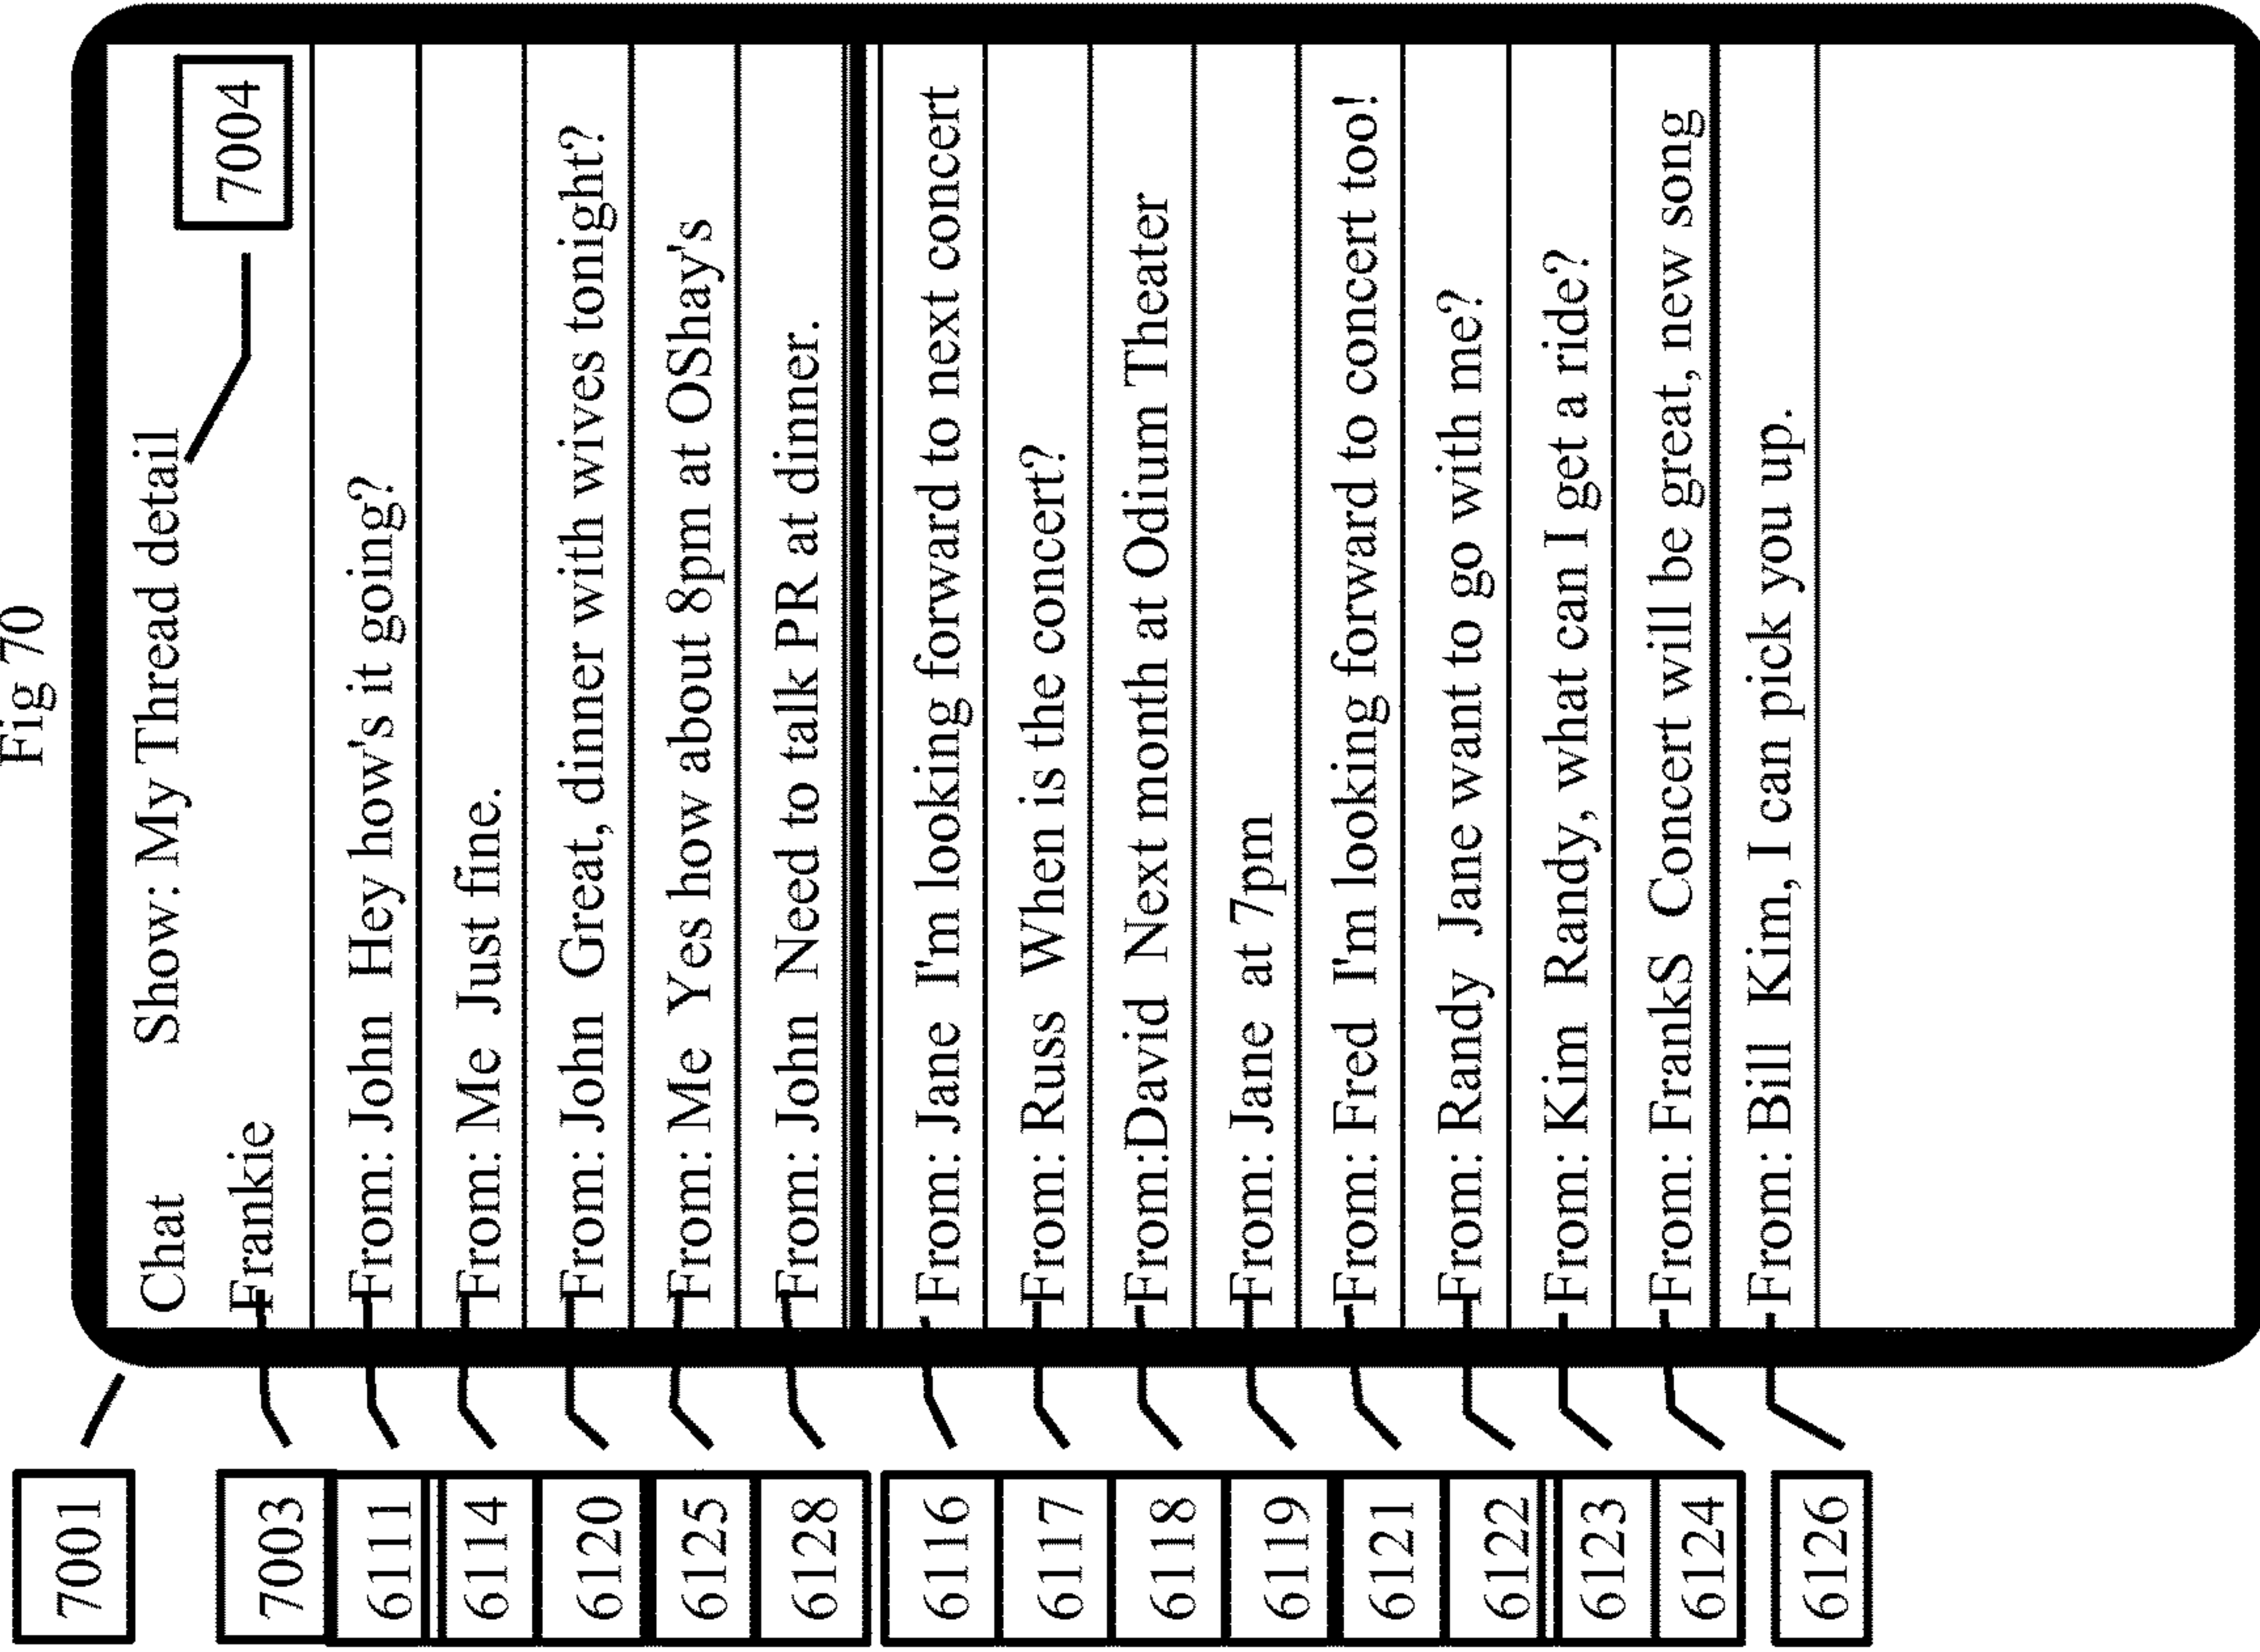 Fig 70
7001
Chat Show: My Thread detail
7004
7003 Frankie
6111 From: John Hey how's it going?
6114 From: Me Just fine.
6120 From: John Great, dinner with wives tonight?
6125 From: Me Yes how about 8pm at OShay's
6128 From: John Need to talk PR at dinner.
6116 From: Jane I'm looking forward to next concert
6117 From: Russ When is the concert?
6118 From:David Next month at Odium Theater
6119 From: Jane at 7pm
6121 From: Fred I'm looking forward to concert too!
6122 From: Randy Jane want to go with me?
6123 From: Kim Randy, what can I get a ride?
6124 From: FrankS Concert will be great, new song
6126 From: Bill Kim, I can pick you up.